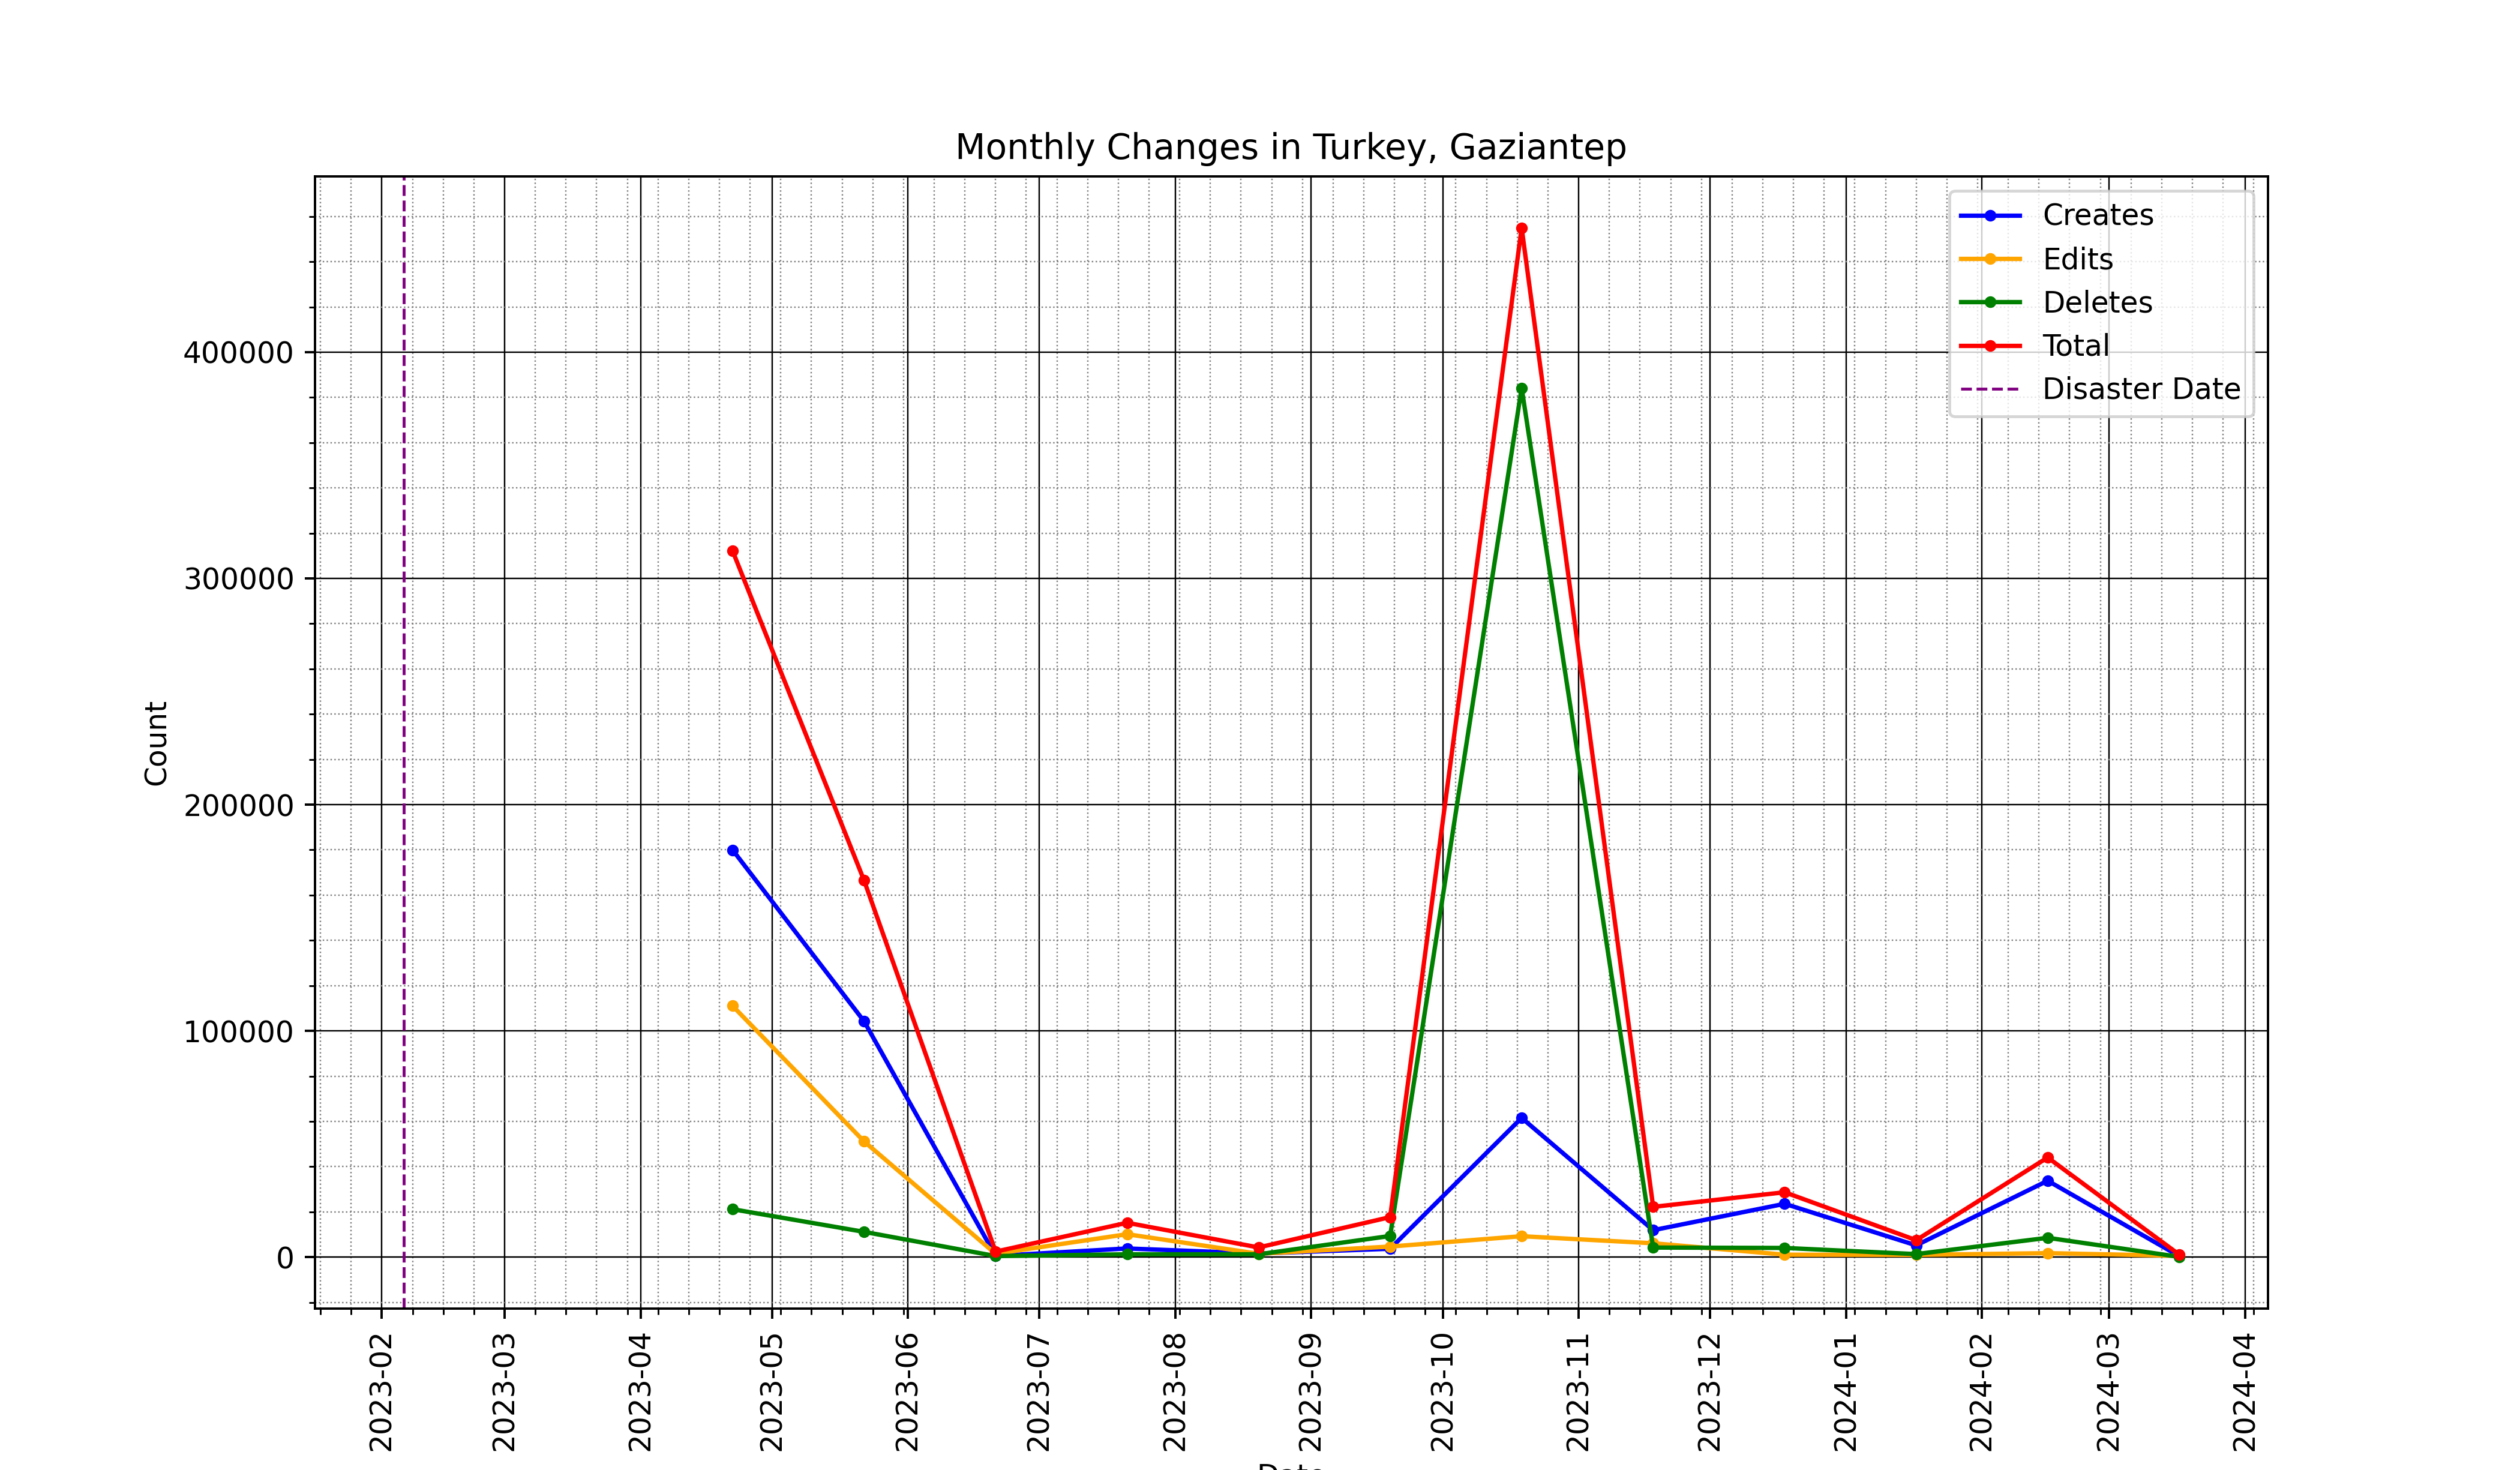 Monthly Changes in Turkey, Gaziantep
Creates
Edits
Deletes
Total
Disaster Date
Count
400000
300000
200000
100000
0
2023-02
2023-03
2023-04
2023-05
2023-06
2023-07
2023-08
2023-09
2023-10
2023-11
2023-12
2024-01
2024-02
2024-03
2024-04
Date